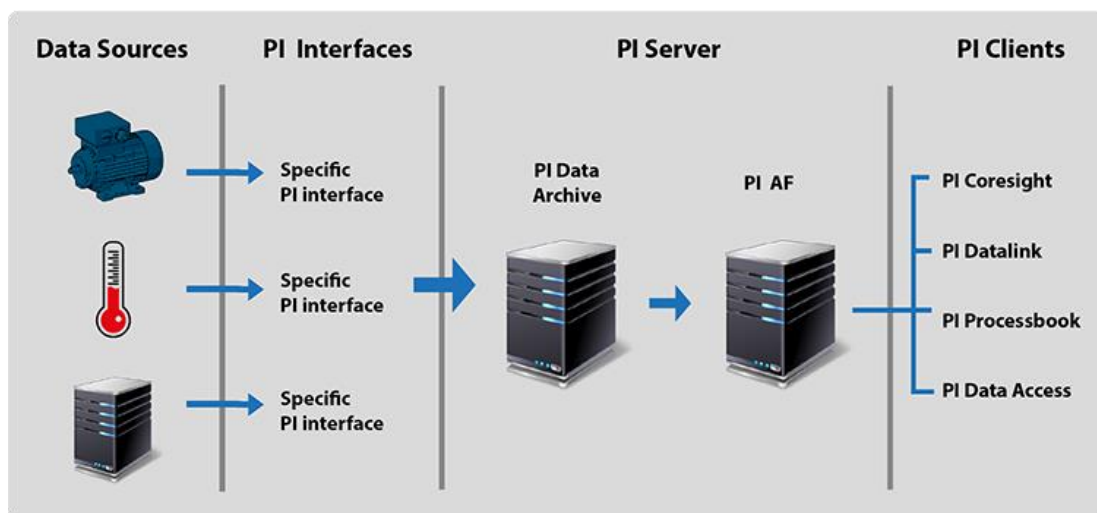 Data Sources
PI Interfaces
PI Server
PI Clients
Specific
PI interface
Specific
PI interface
Specific
PI interface
PI Data
Archive
PI AF
PI Coresight
PI Datalink
PI Processbook
PI Data Access